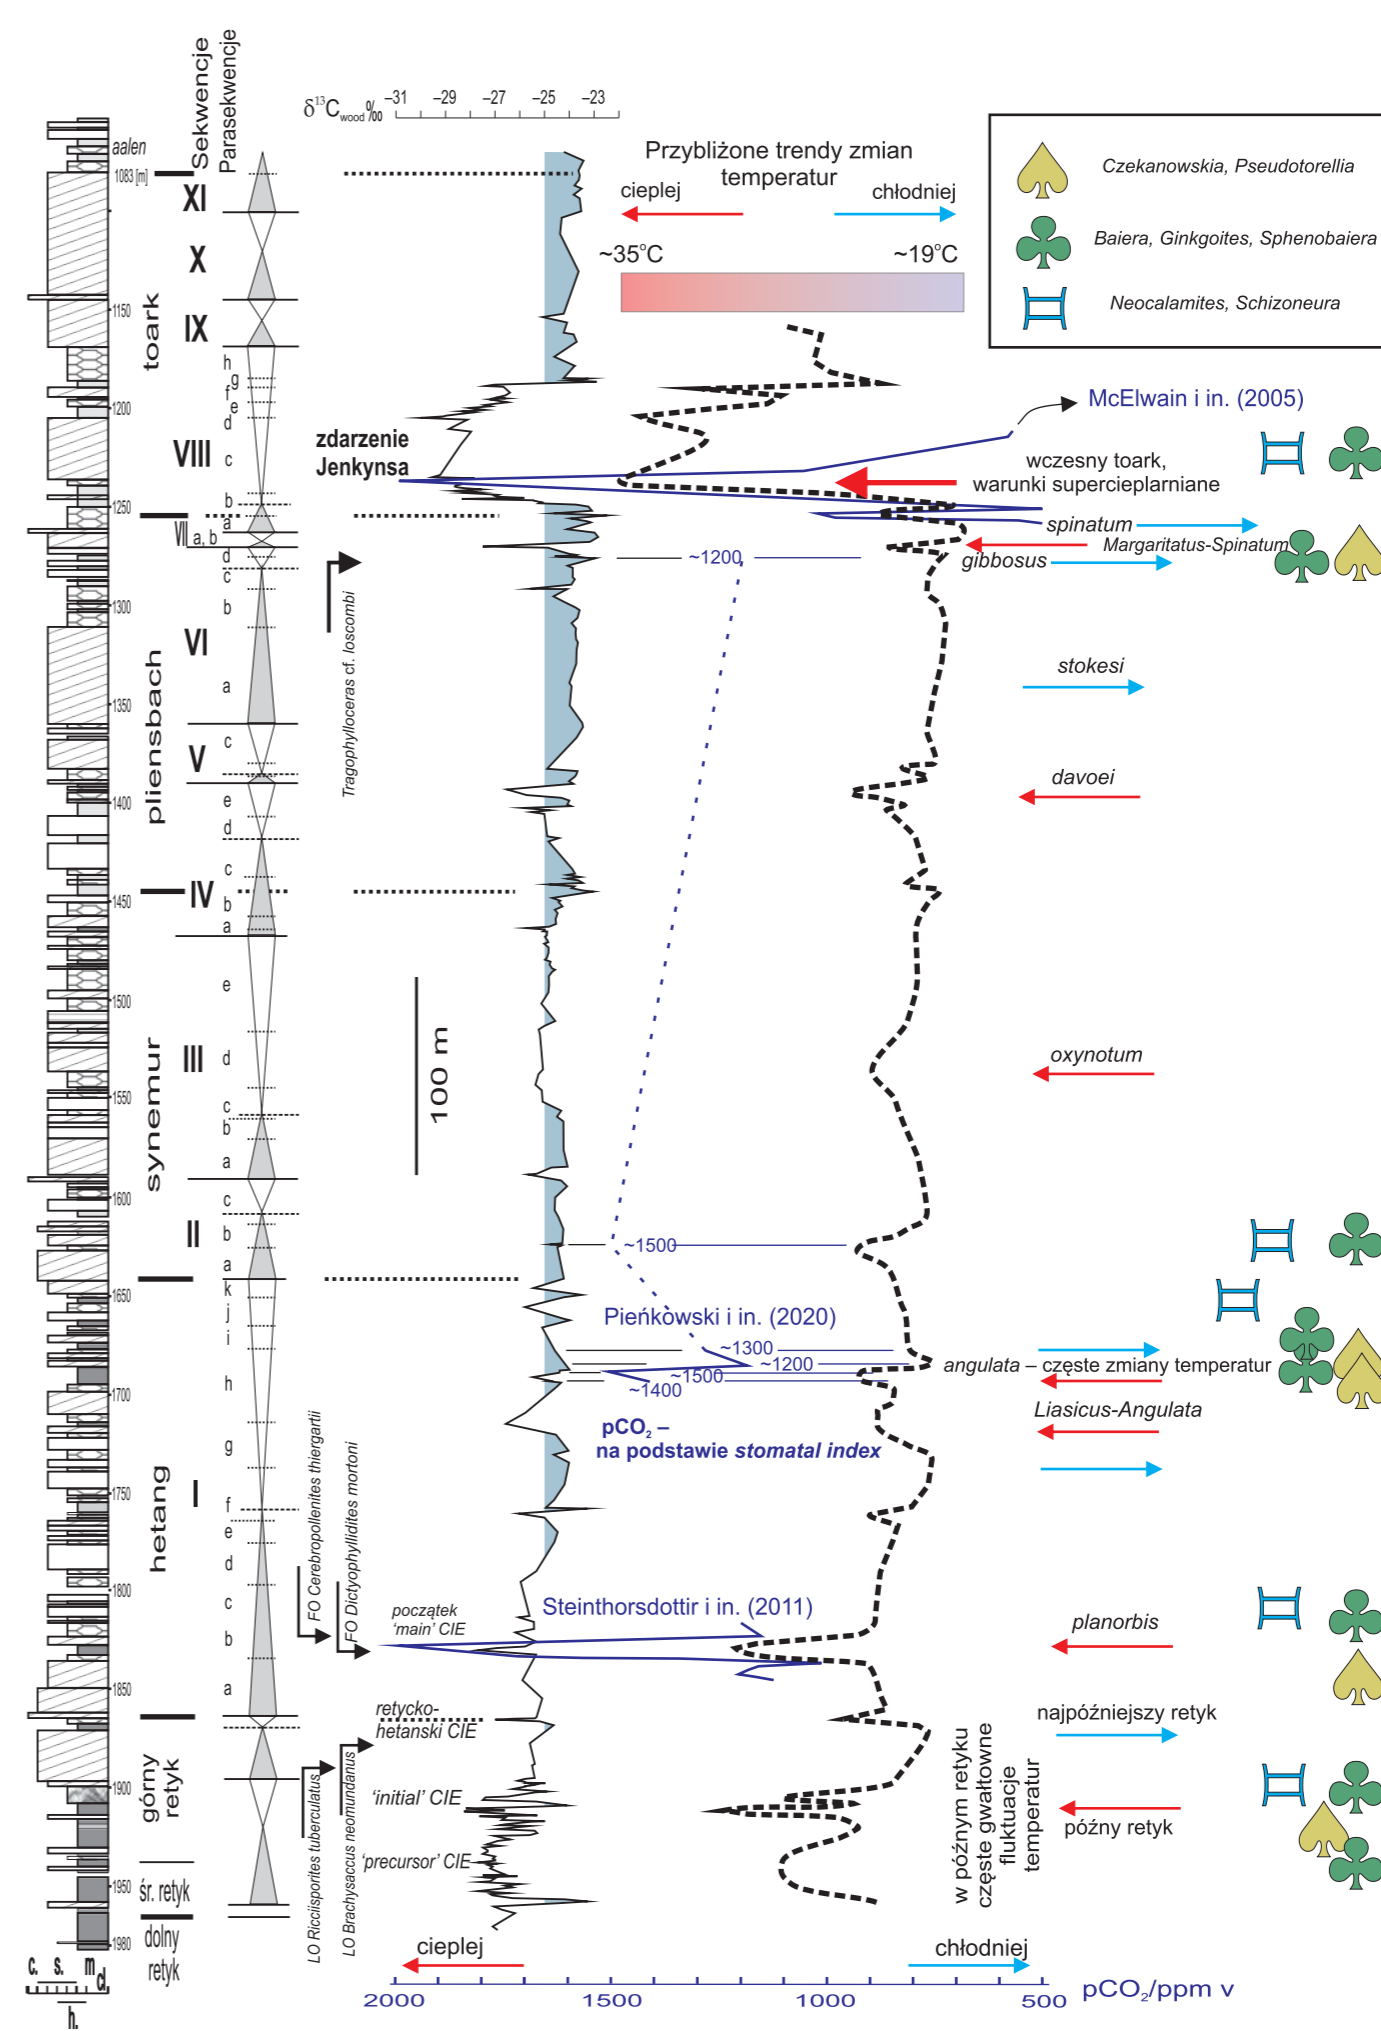 Sekwencje
Parasekwencje
δ¹³Cwood‰
–31 –29 –27 –25 –23
aalen
1083 [m]
Przybliżone trendy zmian
temperatur
cieplej
chłodniej
~35°C
~19°C
Czekanowskia, Pseudotorellia
Baiera, Ginkgoites, Sphenobaiera
Neocalamites, Schizoneura
XI
X
IX
VIII
VII
VI
V
IV
III
II
I
toark
pliensbach
synemur
hetang
górny
retyk
śr. retyk
dolny
retyk
1150
1200
1250
1300
1350
1400
1450
1500
1550
1600
1650
1700
1750
1800
1850
1900
1950
1980
h
g
f
e
d
c
b
a
a, b
d
c
b
a
c
e
d
c
b
a
e
d
c
b
a
c
b
a
k
j
i
h
g
f
e
d
c
b
a
zdarzenie
Jenkynsa
McElwain i in. (2005)
wczesny toark,
warunki supercieplarniane
spinatum
Margaritatus-Spinatum
gibbosus
~1200
Tragophylloceras cf. loscombi
stokesi
davoei
100 m
oxynotum
~1500
Pieńkowski i in. (2020)
~1300
~1200
~1500
~1400
angulata – częste zmiany temperatur
Liasicus-Angulata
pCO₂ –
na podstawie stomatal index
FO Cerebropollenites thiergartii
FO Dictyophyllidites mortoni
początek
'main' CIE
Steinthorsdottir i in. (2011)
planorbis
retycko-
hetanski CIE
najpóźniejszy retyk
LO Ricciisporites tuberculatus
LO Brachysaccus neomundanus
'initial' CIE
'precursor' CIE
w późnym retyku
częste gwałtowne
fluktuacje
temperatur
późny retyk
cieplej
chłodniej
c. s. m cl
h.
2000 1500 1000 500 pCO₂/ppm v